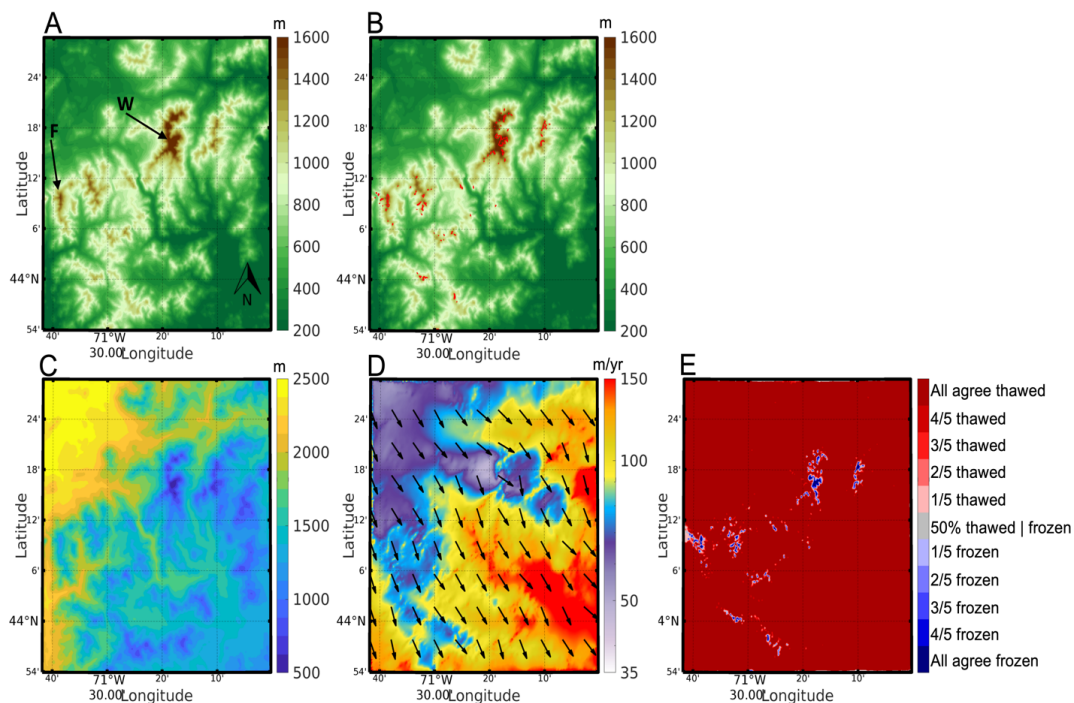 A
m
B
m
1600
1400
1200
1000
800
600
400
200
1600
1400
1200
1000
800
600
400
200
W
F
N
Latitude
24'
18'
12'
6'
44°N
54'
Latitude
24'
18'
12'
6'
44°N
54'
40'
71°W
20'
10'
30.00 Longitude
40'
71°W
20'
10'
30.00 Longitude
C
m
D
m/yr
E
2500
2000
1500
1000
500
150
100
50
35
All agree thawed
4/5 thawed
3/5 thawed
2/5 thawed
1/5 thawed
50% thawed | frozen
1/5 frozen
2/5 frozen
3/5 frozen
4/5 frozen
All agree frozen
Latitude
24'
18'
12'
6'
44°N
54'
Latitude
24'
18'
12'
6'
44°N
54'
Latitude
24'
18'
12'
6'
44°N
54'
40'
71°W
20'
10'
30.00 Longitude
40'
71°W
20'
10'
30.00 Longitude
40'
71°W
20'
10'
30.00 Longitude